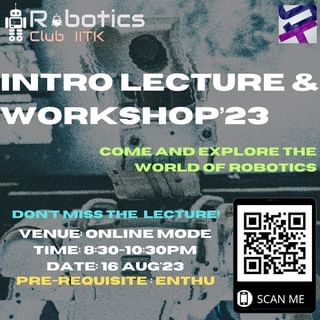 Robotics
Club IITK
INTRO LECTURE &
WORKSHOP'23
COME AND EXPLORE THE
WORLD OF ROBOTICS
DON'T MISS THE LECTURE!
VENUE: ONLINE MODE
TIME: 8:30-10:30PM
DATE: 16 AUG'23
PRE-REQUISITE : ENTHU
SCAN ME